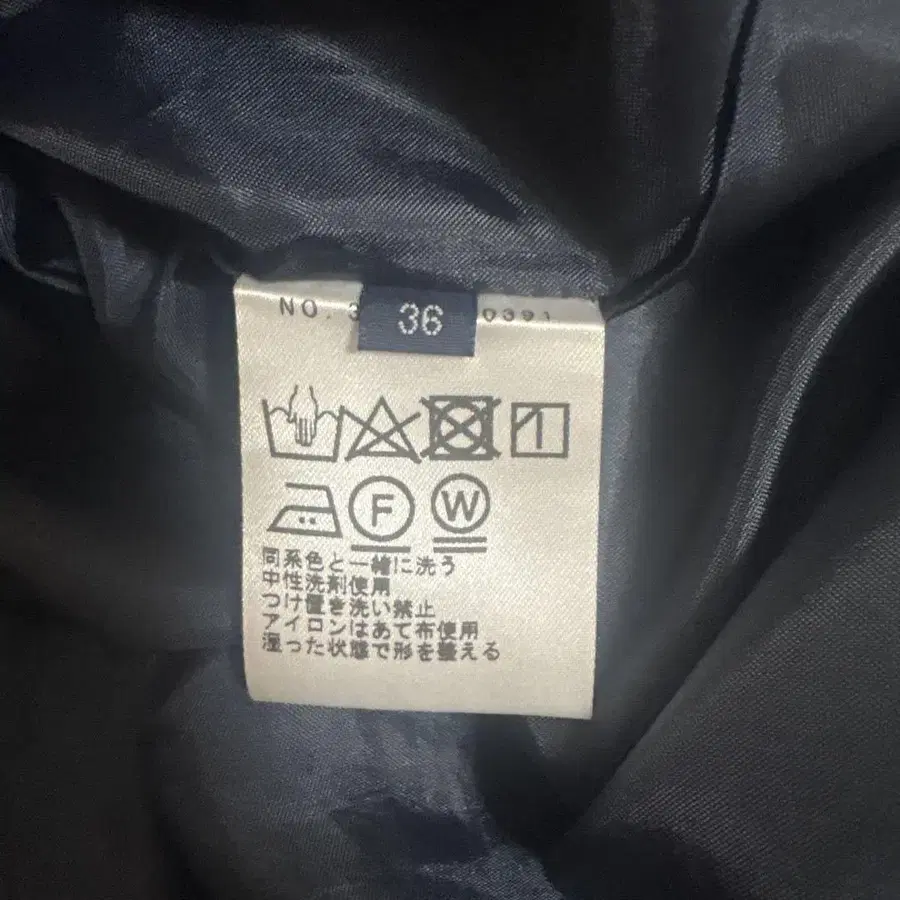 NO. 3 36 0391
F W
同系色と一緒に洗う
中性洗剤使用
つけ置き洗い禁止
アイロンはあて布使用
湿った状態で形を整える